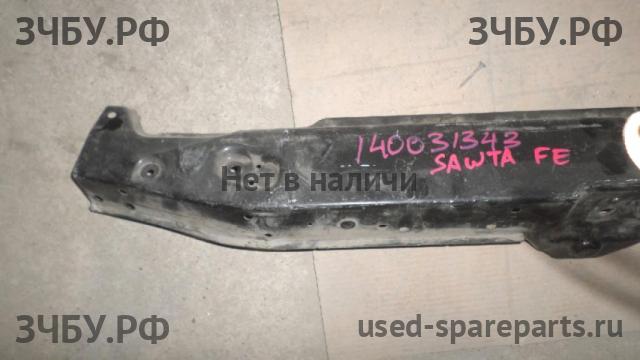 ЗЧБУ.РФ ЗЧБУ.РФ
140031343
SAWTA FE
Нет в наличи
ЗЧБУ.РФ used-spareparts.ru